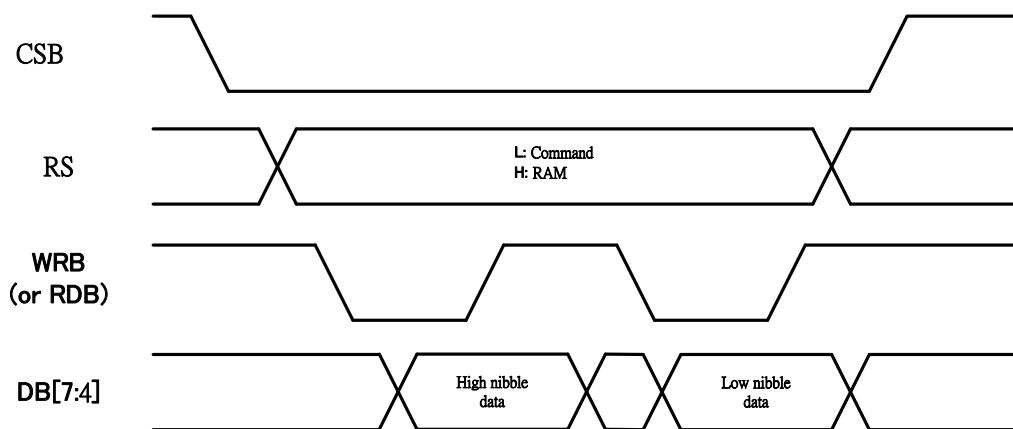 CSB
RS
L: Command
H: RAM
WRB
(or RDB)
DB[7:4]
High nibble
data
Low nibble
data